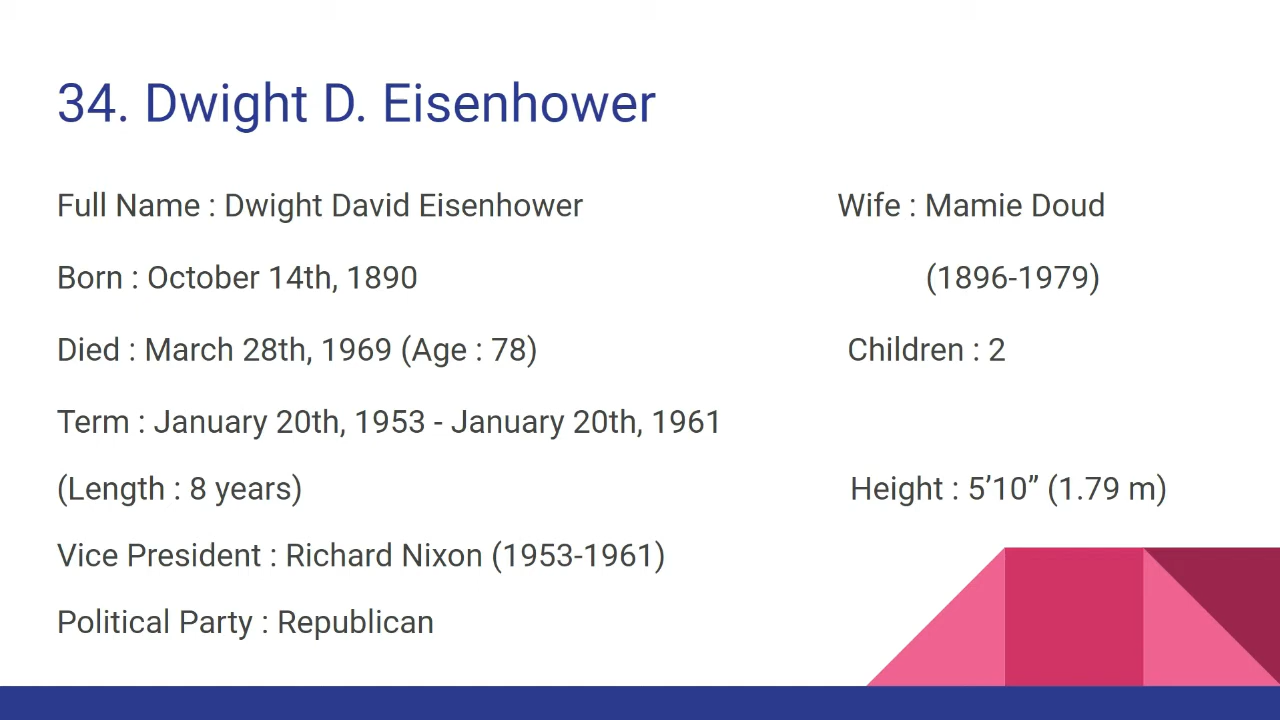 34. Dwight D. Eisenhower
Full Name : Dwight David Eisenhower
Born : October 14th, 1890
Died : March 28th, 1969 (Age : 78)
Term : January 20th, 1953 - January 20th, 1961
(Length : 8 years)
Vice President : Richard Nixon (1953-1961)
Political Party : Republican
Wife : Mamie Doud
(1896-1979)
Children : 2
Height : 5’10” (1.79 m)